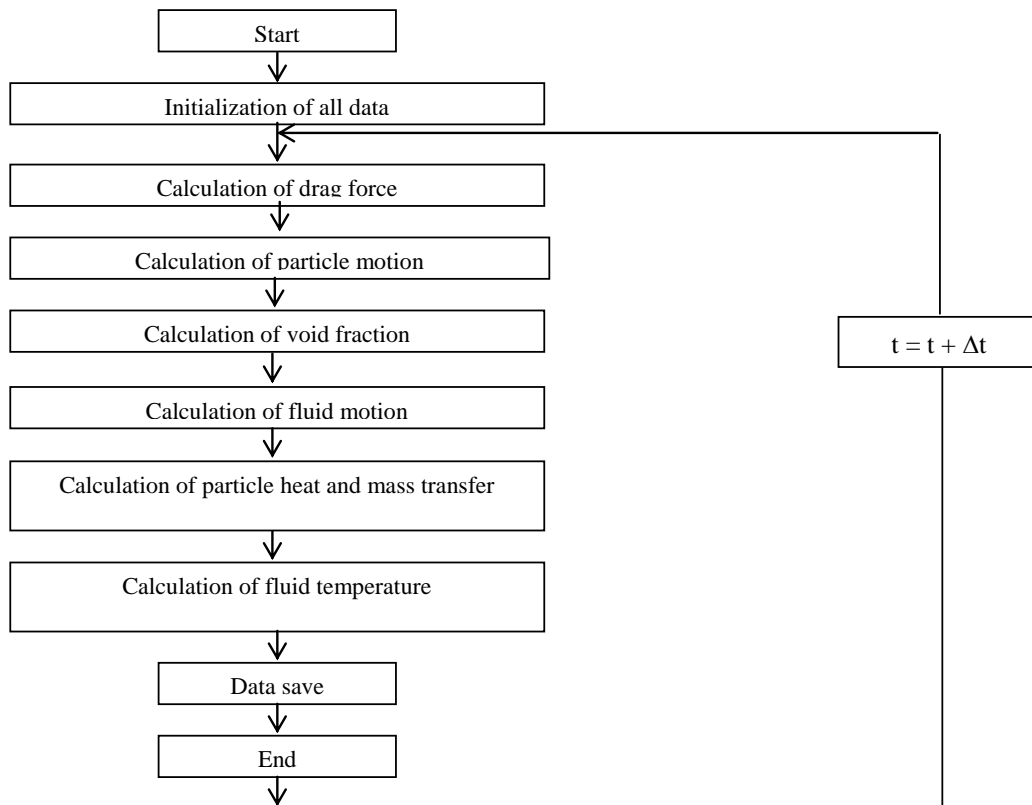 Start
Initialization of all data
Calculation of drag force
Calculation of particle motion
Calculation of void fraction
t = t + Δt
Calculation of fluid motion
Calculation of particle heat and mass transfer
Calculation of fluid temperature
Data save
End